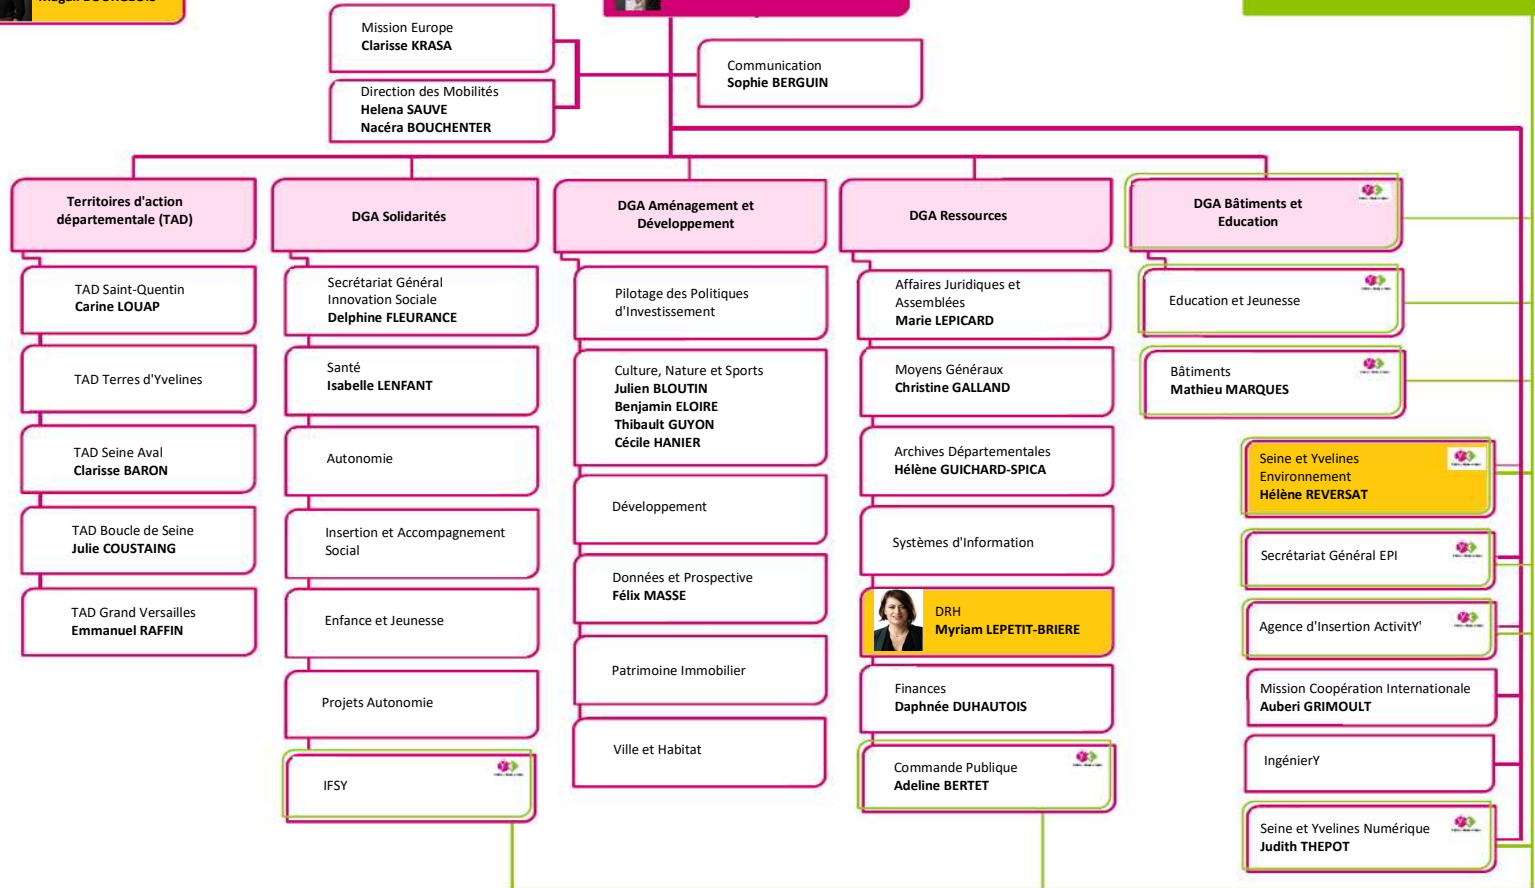 Mission Europe
Clarisse KRASA
Direction des Mobilités
Helena SAUVE
Nacéra BOUCHENTER
Communication
Sophie BERGUIN
Territoires d'action
départementale (TAD)
TAD Saint-Quentin
Carine LOUAP
TAD Terres d'Yvelines
TAD Seine Aval
Clarisse BARON
TAD Boucle de Seine
Julie COUSTAING
TAD Grand Versailles
Emmanuel RAFFIN
DGA Solidarités
Secrétariat Général
Innovation Sociale
Delphine FLEURANCE
Santé
Isabelle LENFANT
Autonomie
Insertion et Accompagnement
Social
Enfance et Jeunesse
Projets Autonomie
IFSY
DGA Aménagement et
Développement
Pilotage des Politiques
d'Investissement
Culture, Nature et Sports
Julien BLOUTIN
Benjamin ELOIRE
Thibault GUYON
Cécile HANIER
Développement
Données et Prospective
Félix MASSE
Patrimoine Immobilier
Ville et Habitat
DGA Ressources
Affaires Juridiques et
Assemblées
Marie LEPICARD
Moyens Généraux
Christine GALLAND
Archives Départementales
Hélène GUICHARD-SPICA
Systèmes d'Information
DRH
Myriam LEPETIT-BRIERE
Finances
Daphnée DUHAUTOIS
Commande Publique
Adeline BERTET
DGA Bâtiments et
Education
Education et Jeunesse
Bâtiments
Mathieu MARQUES
Seine et Yvelines
Environnement
Hélène REVERSAT
Secrétariat Général EPI
Agence d'Insertion ActivitY'
Mission Coopération Internationale
Auberi GRIMOULT
IngénierY
Seine et Yvelines Numérique
Judith THEPOT